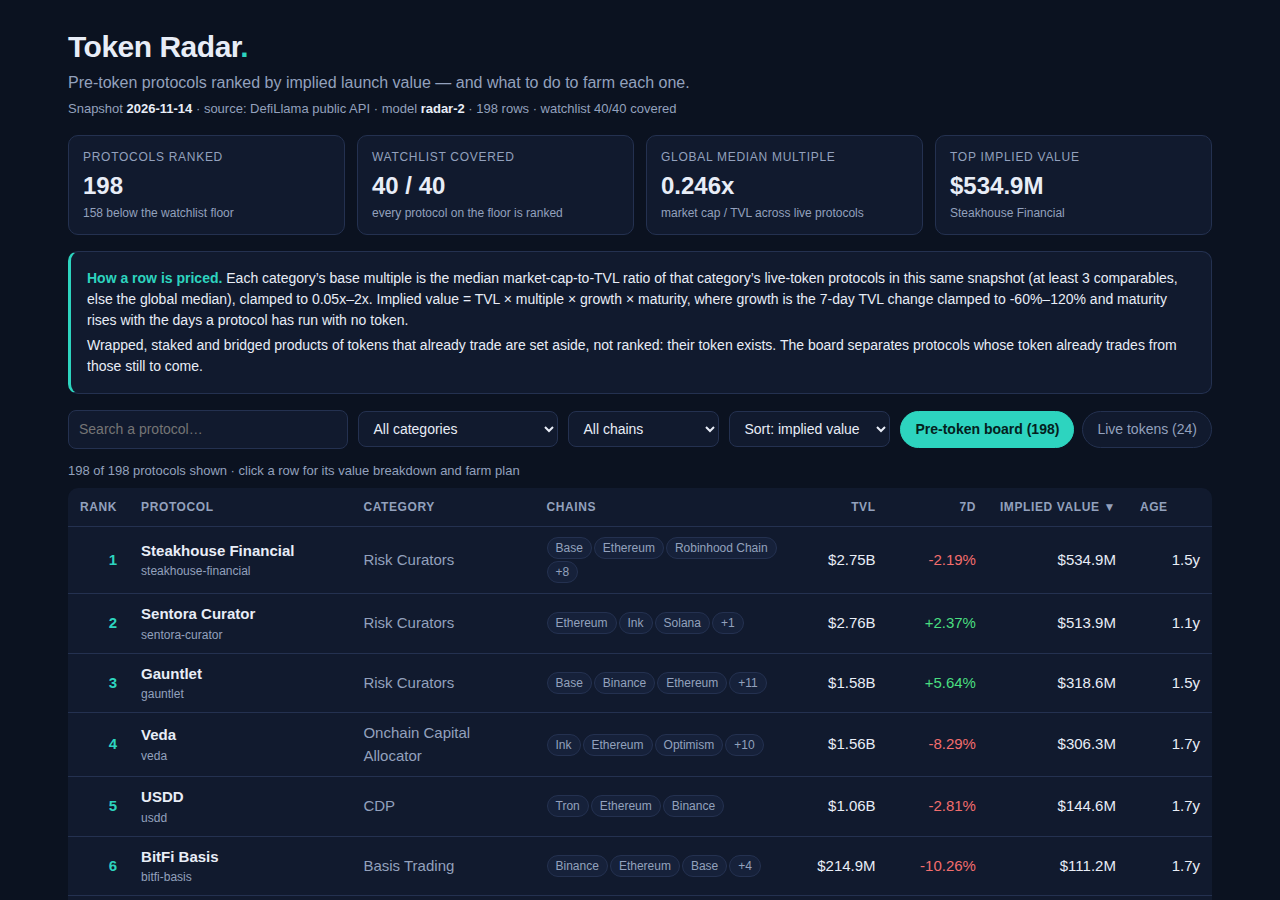 Token Radar.
Pre-token protocols ranked by implied launch value — and what to do to farm each one.
Snapshot 2026-11-14 · source: DefiLlama public API · model radar-2 · 198 rows · watchlist 40/40 covered
PROTOCOLS RANKED
198
158 below the watchlist floor
WATCHLIST COVERED
40 / 40
every protocol on the floor is ranked
GLOBAL MEDIAN MULTIPLE
0.246x
market cap / TVL across live protocols
TOP IMPLIED VALUE
$534.9M
Steakhouse Financial
How a row is priced. Each category’s base multiple is the median market-cap-to-TVL ratio of that category’s live-token protocols in this same snapshot (at least 3 comparables,
else the global median), clamped to 0.05x–2x. Implied value = TVL × multiple × growth × maturity, where growth is the 7-day TVL change clamped to -60%–120% and maturity
rises with the days a protocol has run with no token.
Wrapped, staked and bridged products of tokens that already trade are set aside, not ranked: their token exists. The board separates protocols whose token already trades from
those still to come.
Search a protocol…
All categories
All chains
Sort: implied value
Pre-token board (198)
Live tokens (24)
198 of 198 protocols shown · click a row for its value breakdown and farm plan
RANK PROTOCOL CATEGORY CHAINS TVL 7D IMPLIED VALUE ▼ AGE
1 Steakhouse Financial steakhouse-financial Risk Curators Base Ethereum Robinhood Chain +8 $2.75B -2.19% $534.9M 1.5y
2 Sentora Curator sentora-curator Risk Curators Ethereum Ink Solana +1 $2.76B +2.37% $513.9M 1.1y
3 Gauntlet gauntlet Risk Curators Base Binance Ethereum +11 $1.58B +5.64% $318.6M 1.5y
4 Veda veda Onchain Capital Allocator Ink Ethereum Optimism +10 $1.56B -8.29% $306.3M 1.7y
5 USDD usdd CDP Tron Ethereum Binance $1.06B -2.81% $144.6M 1.7y
6 BitFi Basis bitfi-basis Basis Trading Binance Ethereum Base +4 $214.9M -10.26% $111.2M 1.7y